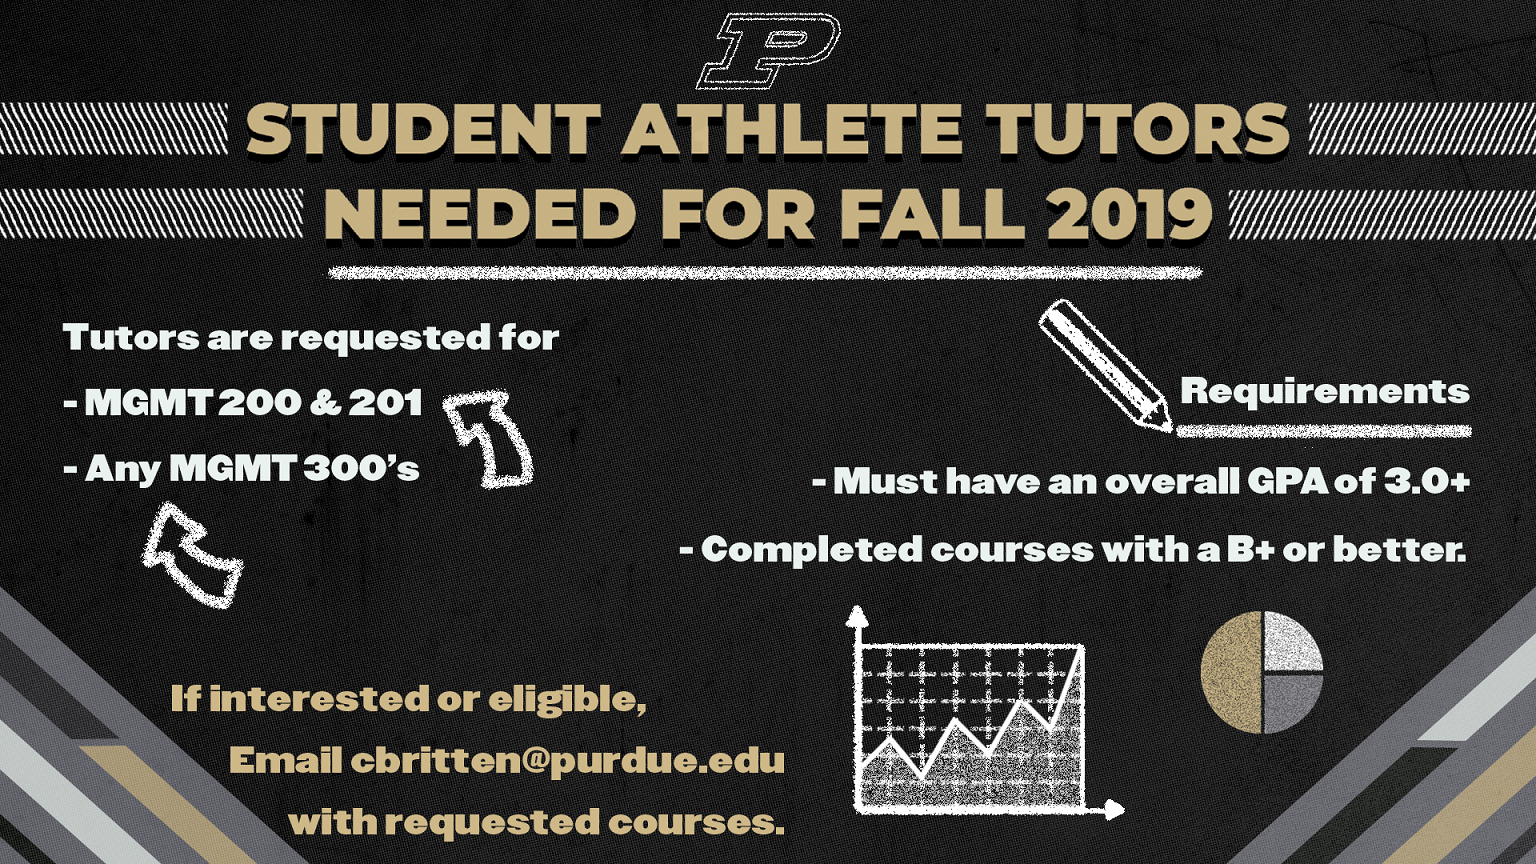 P
STUDENT ATHLETE TUTORS
NEEDED FOR FALL 2019
Tutors are requested for
- MGMT 200 & 201
- Any MGMT 300's
Requirements
- Must have an overall GPA of 3.0+
- Completed courses with a B+ or better.
If interested or eligible,
Email cbritten@purdue.edu
with requested courses.